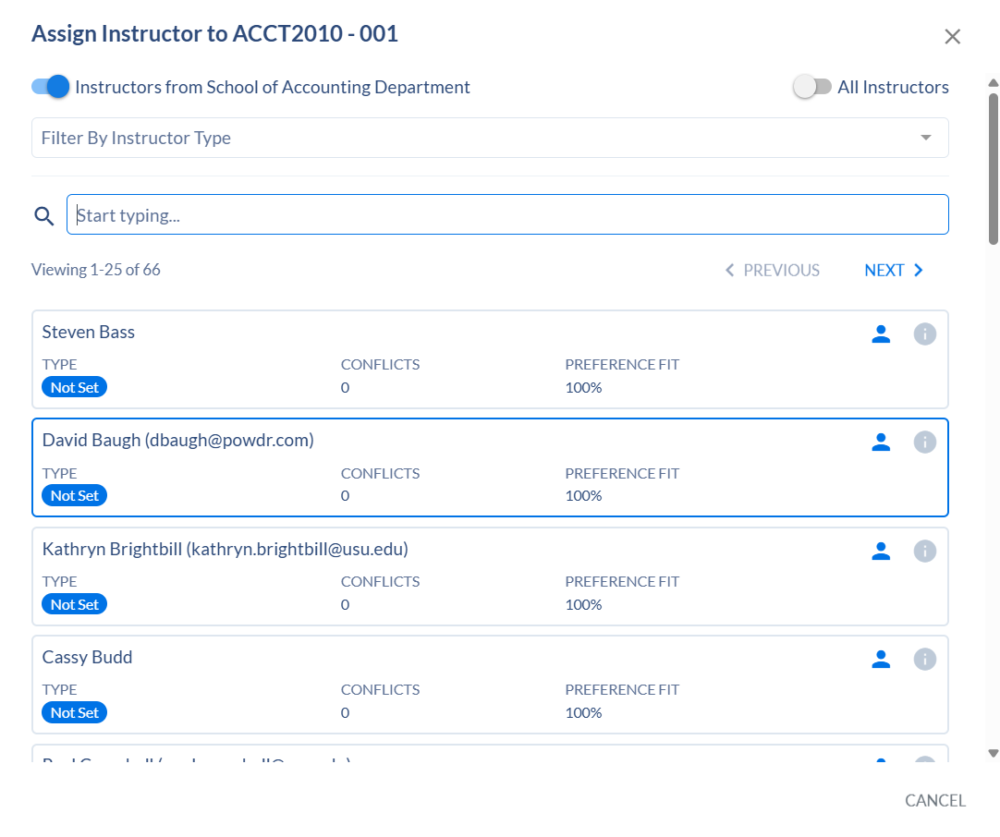 Assign Instructor to ACCT2010 - 001
Instructors from School of Accounting Department
All Instructors
Filter By Instructor Type
Start typing...
Viewing 1-25 of 66
PREVIOUS
NEXT
Steven Bass
TYPE CONFLICTS PREFERENCE FIT
Not Set 0 100%
David Baugh (dbaugh@powdr.com)
TYPE CONFLICTS PREFERENCE FIT
Not Set 0 100%
Kathryn Brightbill (kathryn.brightbill@usu.edu)
TYPE CONFLICTS PREFERENCE FIT
Not Set 0 100%
Cassy Budd
TYPE CONFLICTS PREFERENCE FIT
Not Set 0 100%
CANCEL